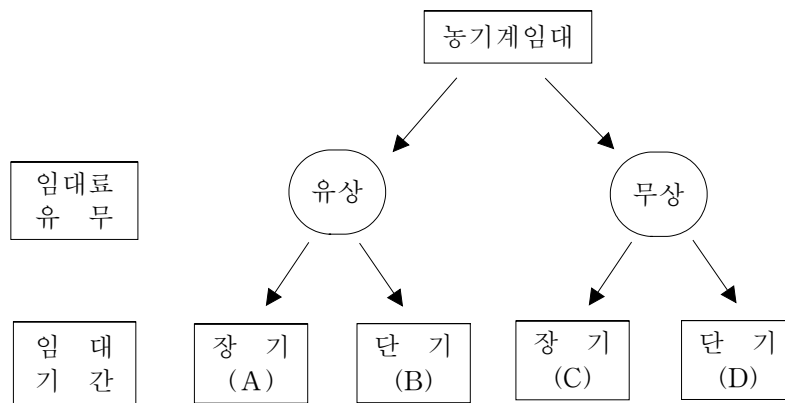 농기계임대
임대료
유 무
유상
무상
임 대
기 간
장 기
(A)
단 기
(B)
장 기
(C)
단 기
(D)